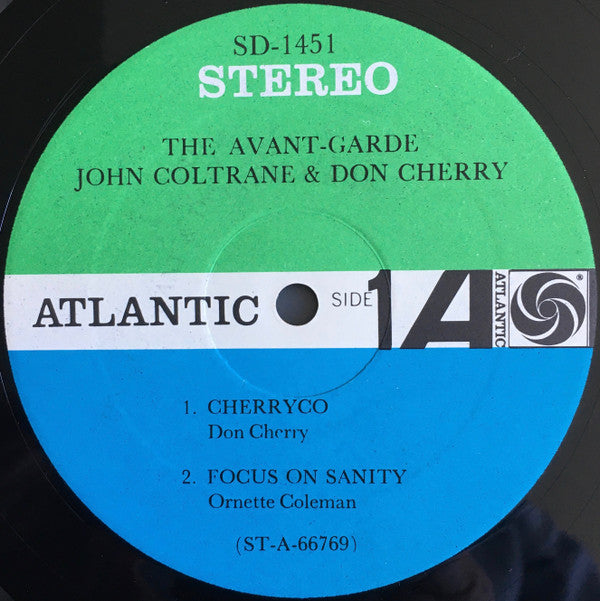 SD-1451
STEREO
THE AVANT-GARDE
JOHN COLTRANE & DON CHERRY
ATLANTIC SIDE 1 A ATLANTIC ®
1. CHERRYCO
Don Cherry
2. FOCUS ON SANITY
Ornette Coleman
(ST-A-66769)